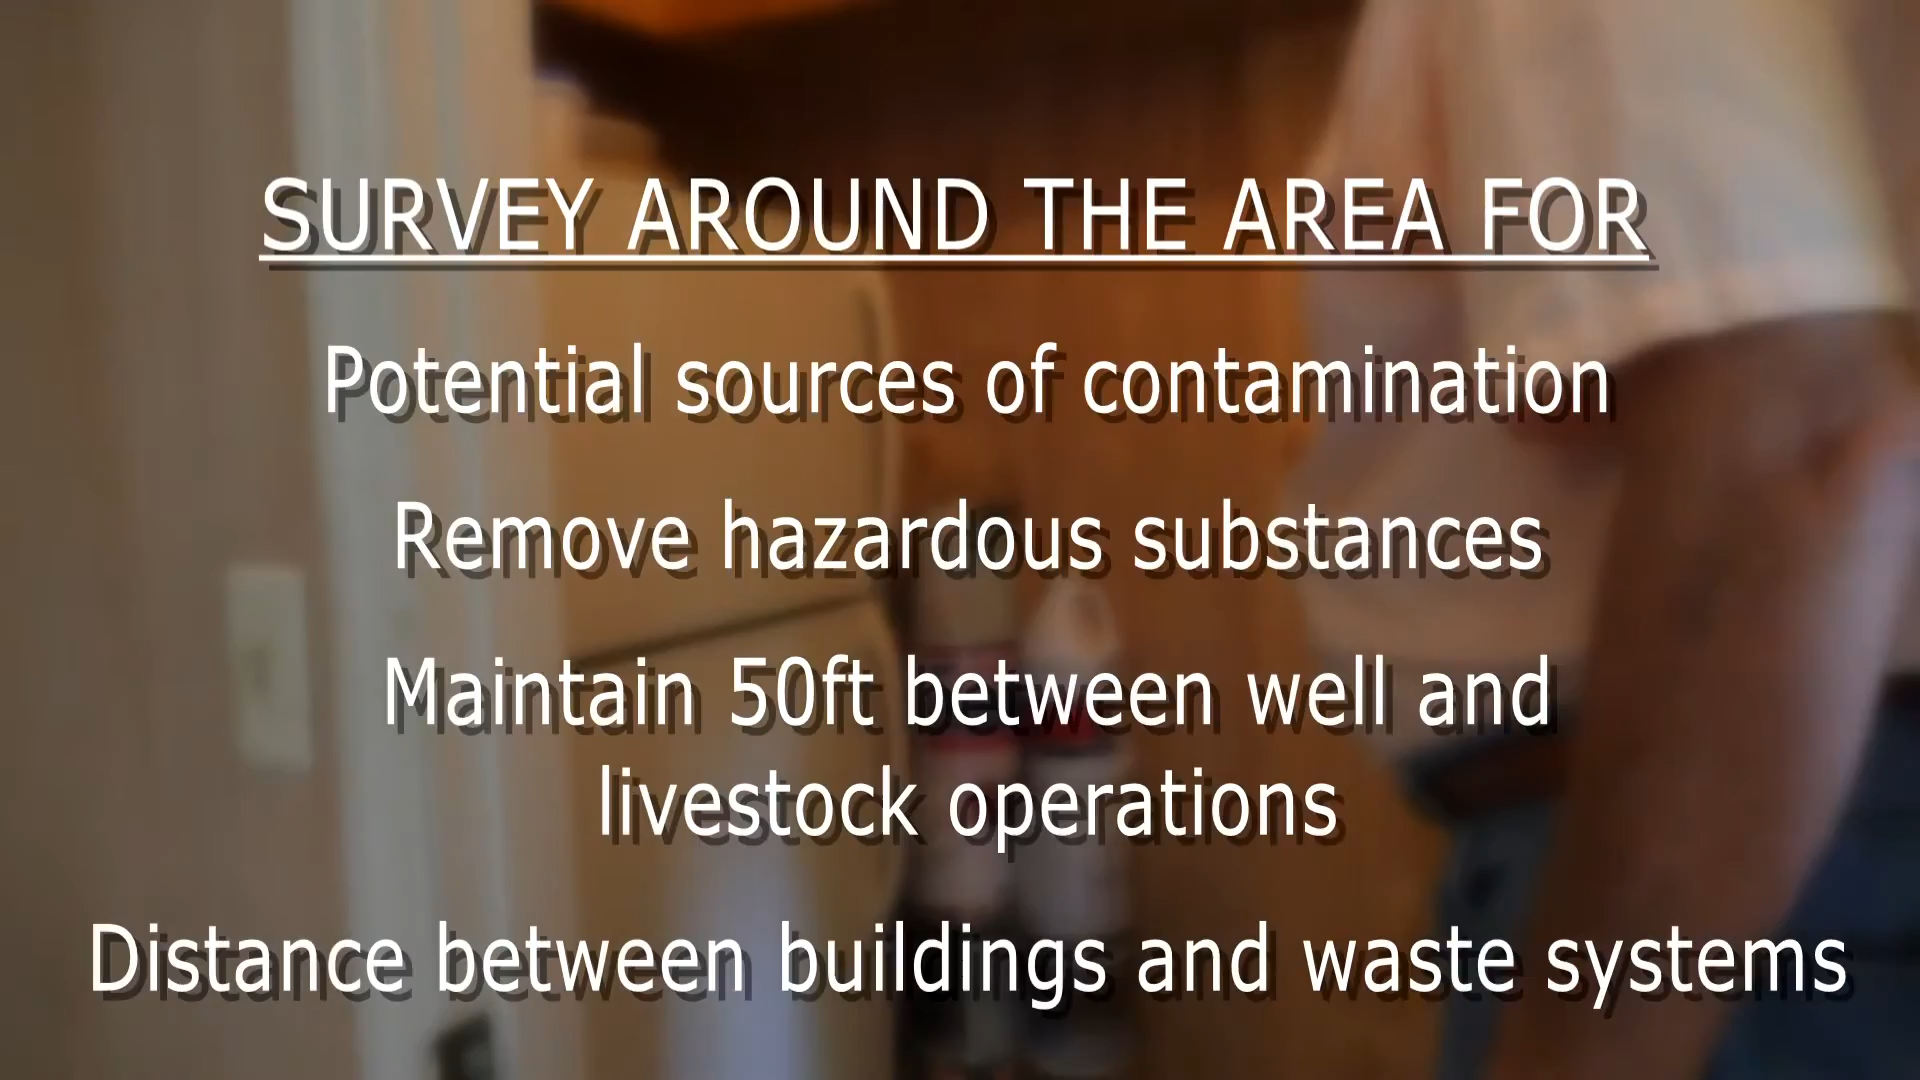 SURVEY AROUND THE AREA FOR
Potential sources of contamination
Remove hazardous substances
Maintain 50ft between well and
livestock operations
Distance between buildings and waste systems